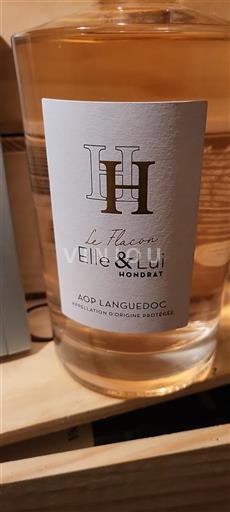 HH
Le Flacon
Elle & Lui
HONDRAT
AOP LANGUEDOC
APPELLATION D'ORIGINE PROTÉGÉE